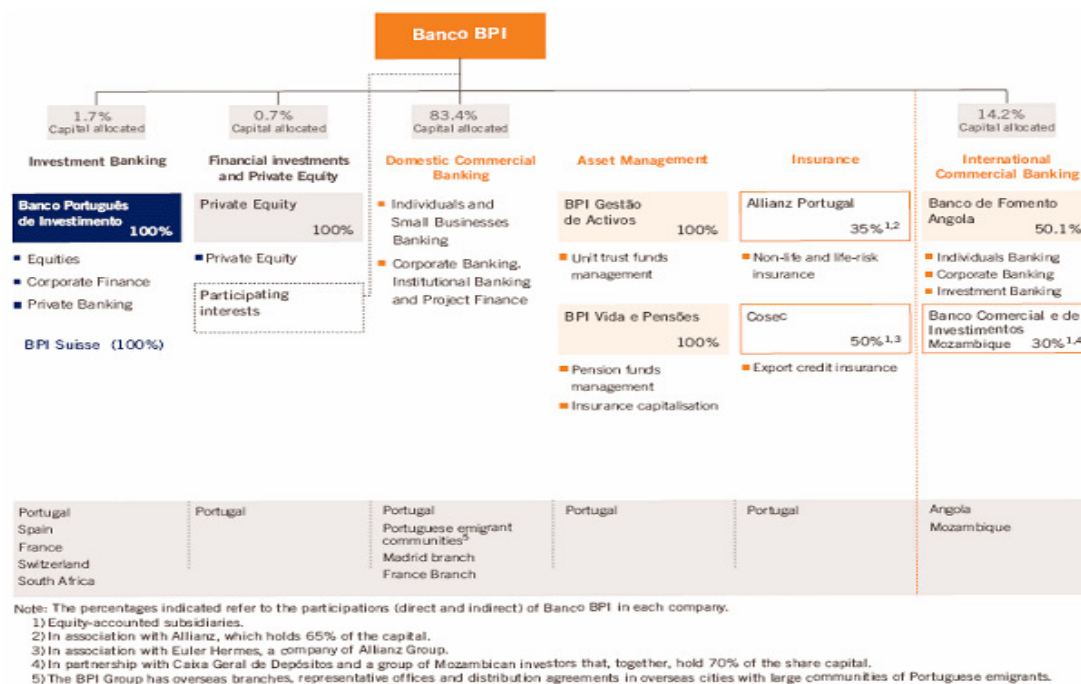 Banco BPI
1.7%
Capital allocated
0.7%
Capital allocated
83.4%
Capital allocated
14.2%
Capital allocated
Investment Banking
Banco Português
de Investimento
100%
Equities
Corporate Finance
Private Banking
BPI Suisse (100%)
Financial investments
and Private Equity
Private Equity
100%
Private Equity
Participating
interests
Domestic Commercial
Banking
Individuals and
Small Businesses
Banking
Corporate Banking,
Institutional Banking
and Project Finance
Asset Management
BPI Gestão
de Activos
100%
Unit trust funds
management
BPI Vida e Pensões
100%
Pension funds
management
Insurance capitalisation
Insurance
Allianz Portugal
35%1,2
Non-life and life-risk
insurance
Cosec
50%1,3
Export credit insurance
International
Commercial Banking
Banco de Fomento
Angola
50.1%
Individuals Banking
Corporate Banking
Investment Banking
Banco Comercial e de
Investimentos
Mozambique 30%1,4
Portugal
Spain
France
Switzerland
South Africa
Portugal
Portugal
Portuguese emigrant
communities5
Madrid branch
France Branch
Portugal
Portugal
Angola
Mozambique
Note: The percentages indicated refer to the participations (direct and indirect) of Banco BPI in each company.
1) Equity-accounted subsidiaries.
2) In association with Allianz, which holds 65% of the capital.
3) In association with Euler Hermes, a company of Allianz Group.
4) In partnership with Caixa Geral de Depósitos and a group of Mozambican investors that, together, hold 70% of the share capital.
5) The BPI Group has overseas branches, representative offices and distribution agreements in overseas cities with large communities of Portuguese emigrants.